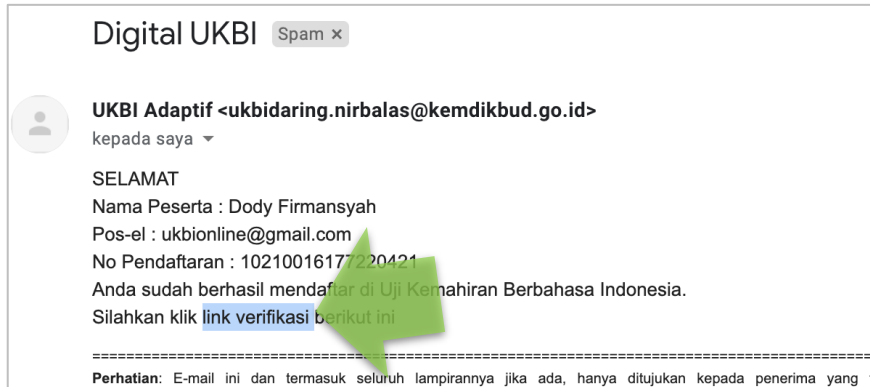 Digital UKBI Spam ×
UKBI Adaptif <ukbidaring.nirbalas@kemdikbud.go.id>
kepada saya
SELAMAT
Nama Peserta : Dody Firmansyah
Pos-el : ukbionline@gmail.com
No Pendaftaran : 10210016177220421
Anda sudah berhasil mendaftar di Uji Kemahiran Berbahasa Indonesia.
Silahkan klik link verifikasi berikut ini
================================================================================
Perhatian: E-mail ini dan termasuk seluruh lampirannya jika ada, hanya ditujukan kepada penerima yang